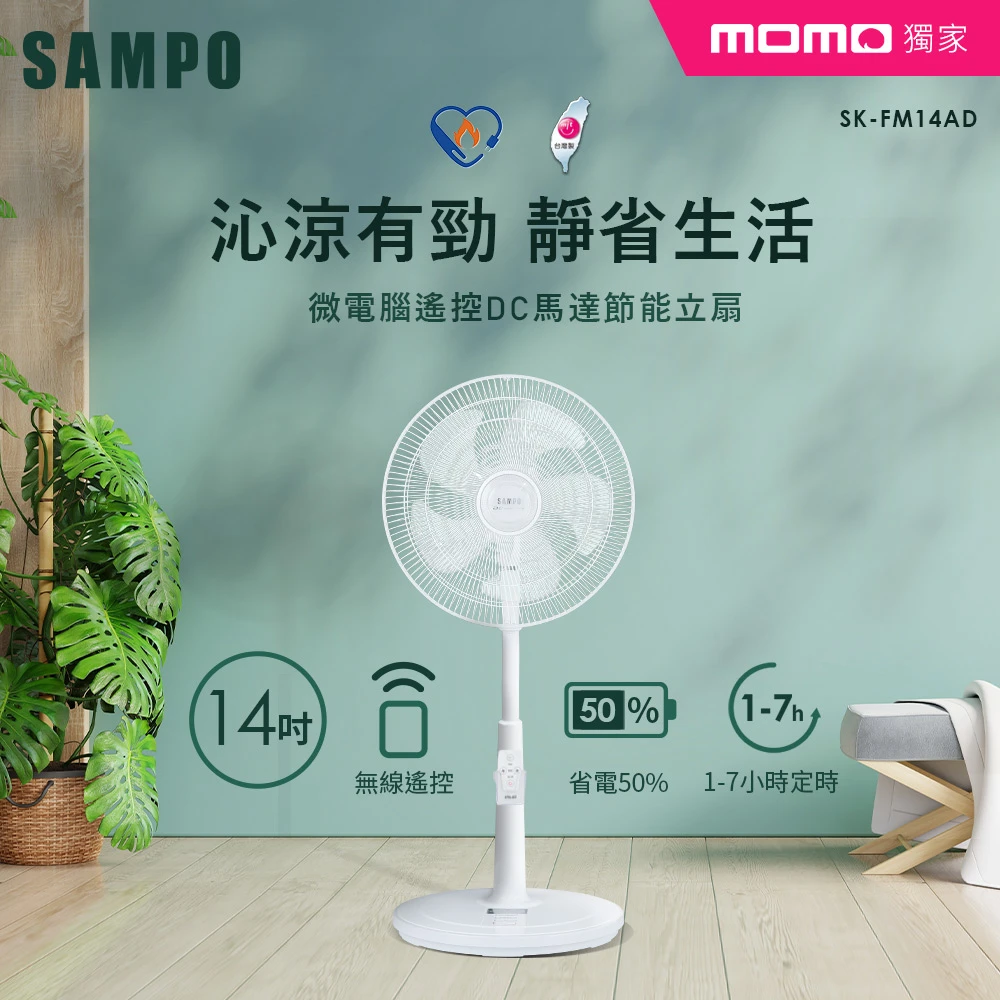 SAMPO
momo 獨家
SK-FM14AD
台灣製
沁涼有勁 靜省生活
微電腦遙控DC馬達節能立扇
SAMPO
14吋
50%
1-7h
無線遙控
省電50%
1-7小時定時